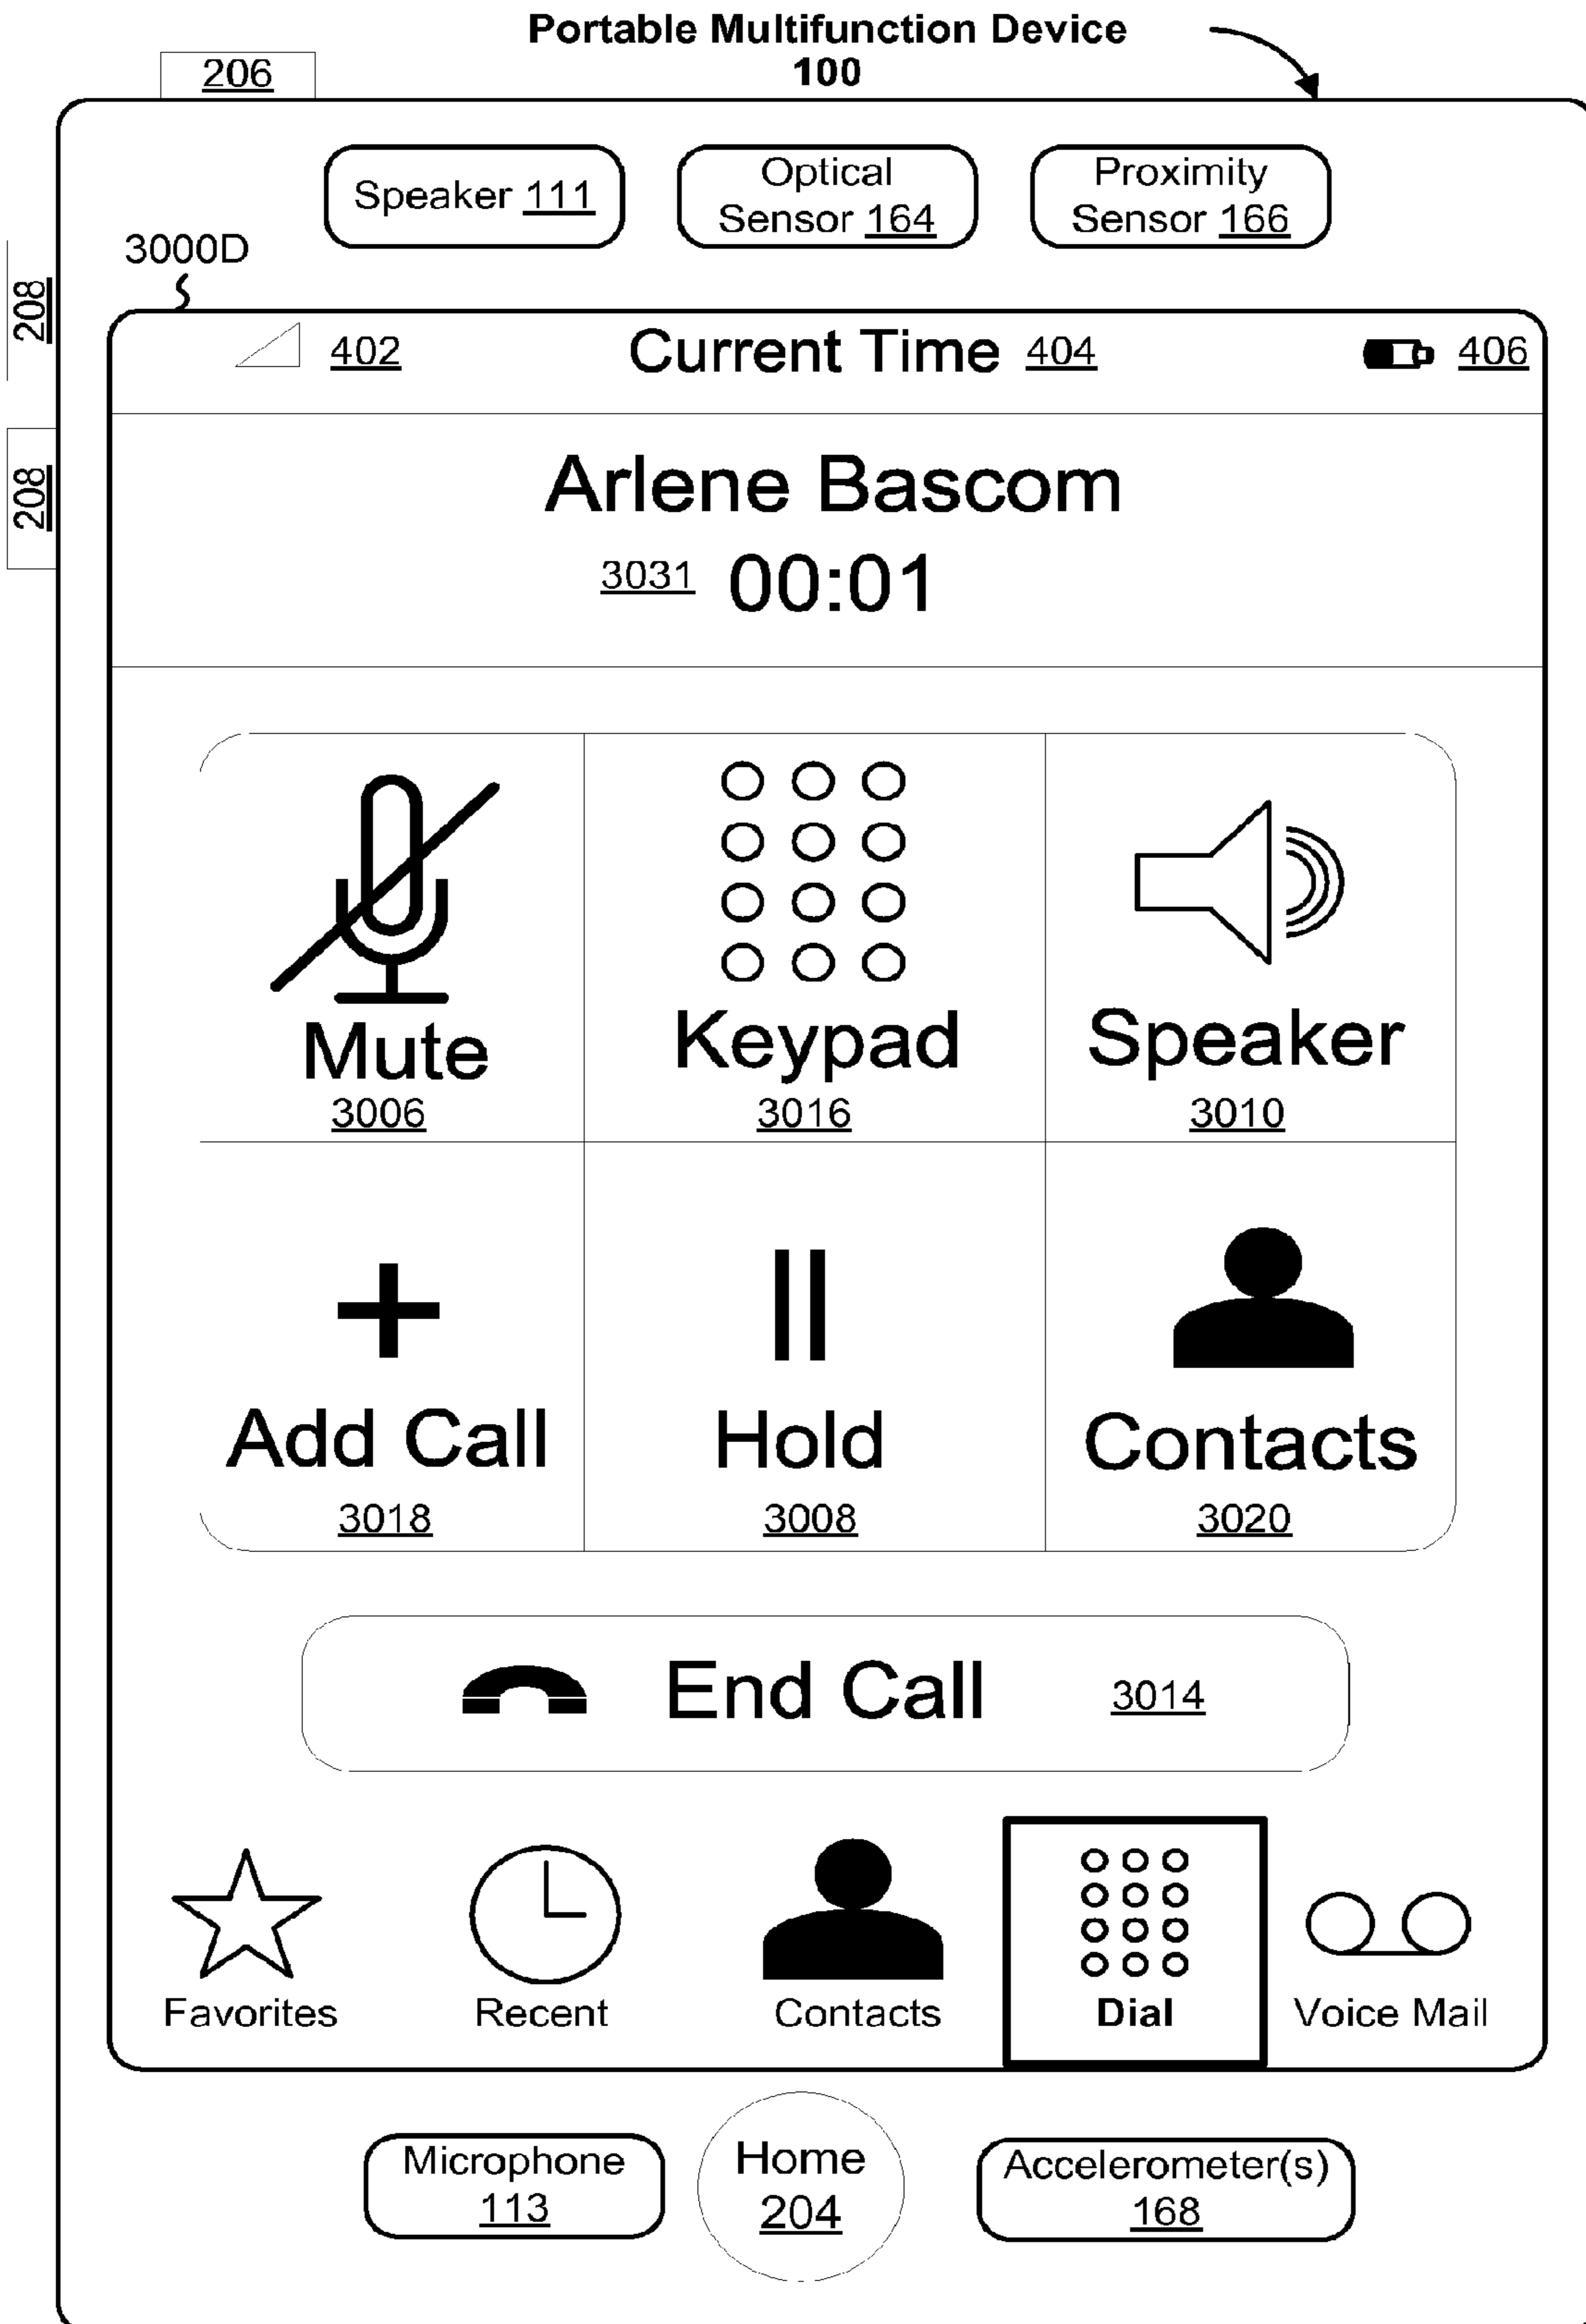 Portable Multifunction Device
100
206
Speaker 111
Optical
Sensor 164
Proximity
Sensor 166
3000D
208
208
402
Current Time 404
406
Arlene Bascom
3031 00:01
Mute
3006
Keypad
3016
Speaker
3010
Add Call
3018
Hold
3008
Contacts
3020
End Call 3014
Favorites
Recent
Contacts
Dial
Voice Mail
Microphone
113
Home
204
Accelerometer(s)
168